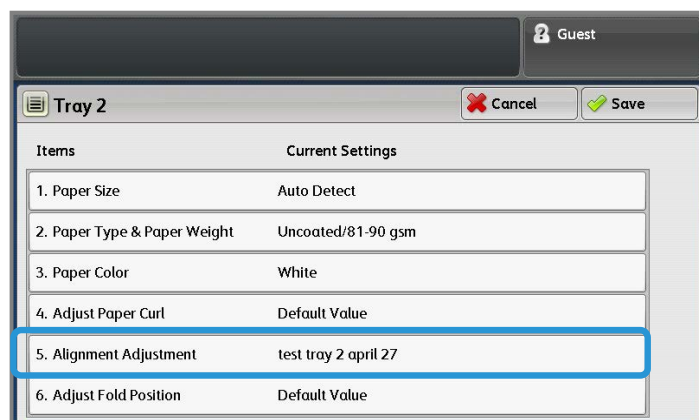 Guest
Tray 2 Cancel Save
Items Current Settings
1. Paper Size Auto Detect
2. Paper Type & Paper Weight Uncoated/81-90 gsm
3. Paper Color White
4. Adjust Paper Curl Default Value
5. Alignment Adjustment test tray 2 april 27
6. Adjust Fold Position Default Value